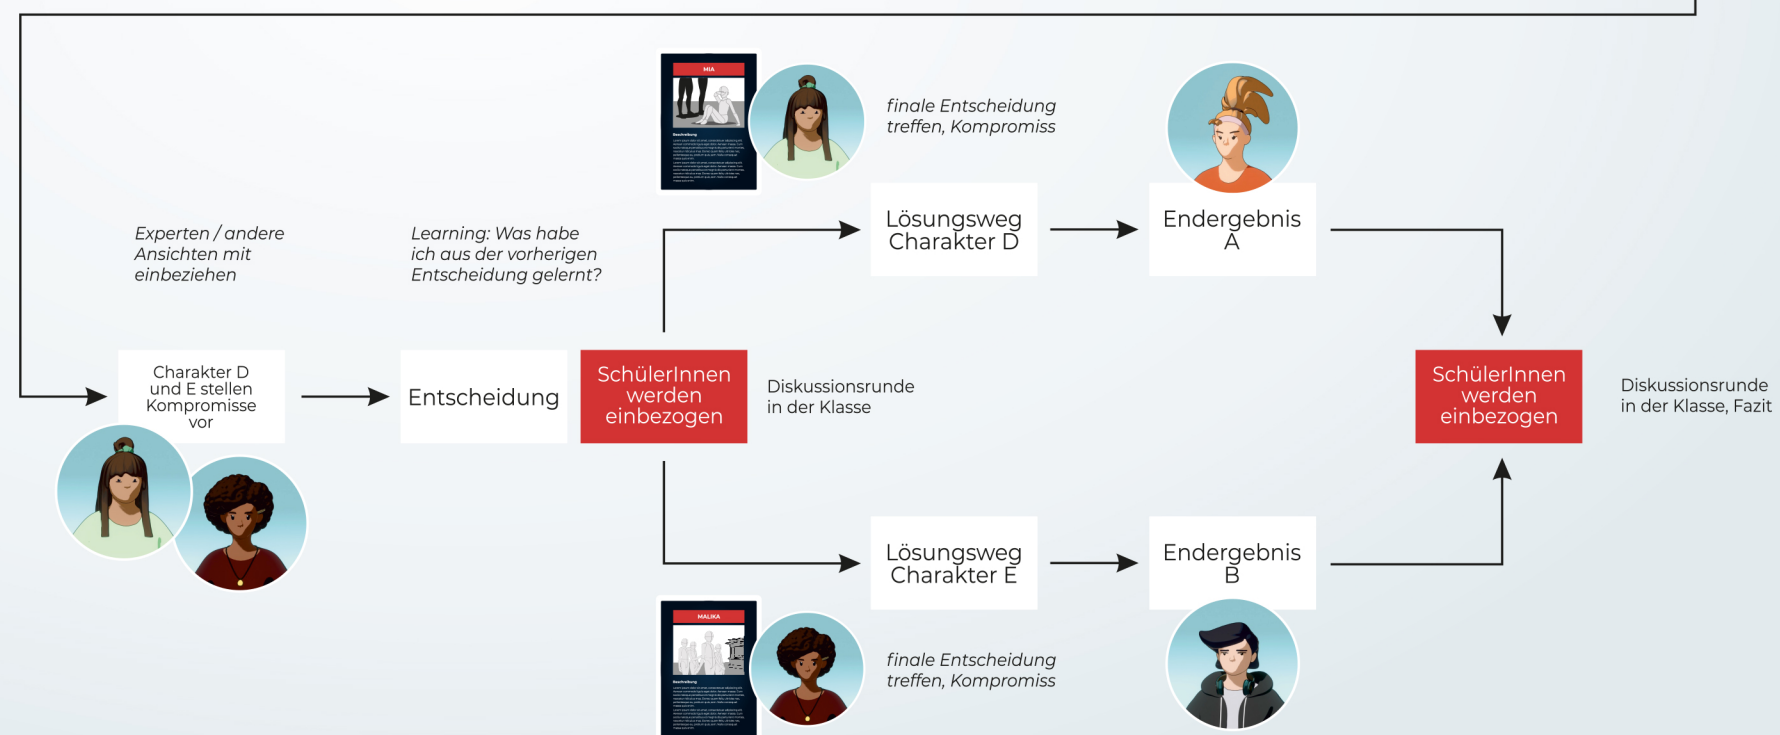 MIA
Beschreibung
finale Entscheidung
treffen, Kompromiss
Experten / andere
Ansichten mit
einbeziehen
Learning: Was habe
ich aus der vorherigen
Entscheidung gelernt?
Lösungsweg
Charakter D
Endergebnis
A
Charakter D
und E stellen
Kompromisse
vor
Entscheidung
SchülerInnen
werden
einbezogen
Diskussionsrunde
in der Klasse
SchülerInnen
werden
einbezogen
Diskussionsrunde
in der Klasse, Fazit
Lösungsweg
Charakter E
Endergebnis
B
MALIKA
Beschreibung
finale Entscheidung
treffen, Kompromiss